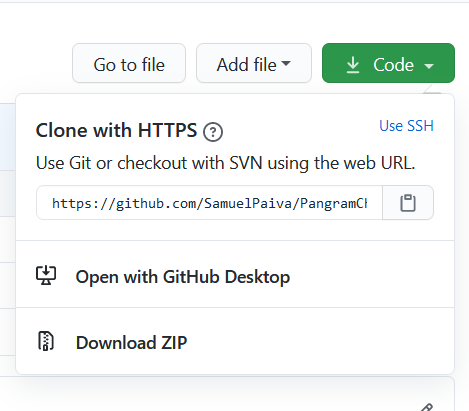 Go to file
Add file
Code
Clone with HTTPS
Use SSH
Use Git or checkout with SVN using the web URL.
https://github.com/SamuelPaiva/PangramCh
Open with GitHub Desktop
Download ZIP